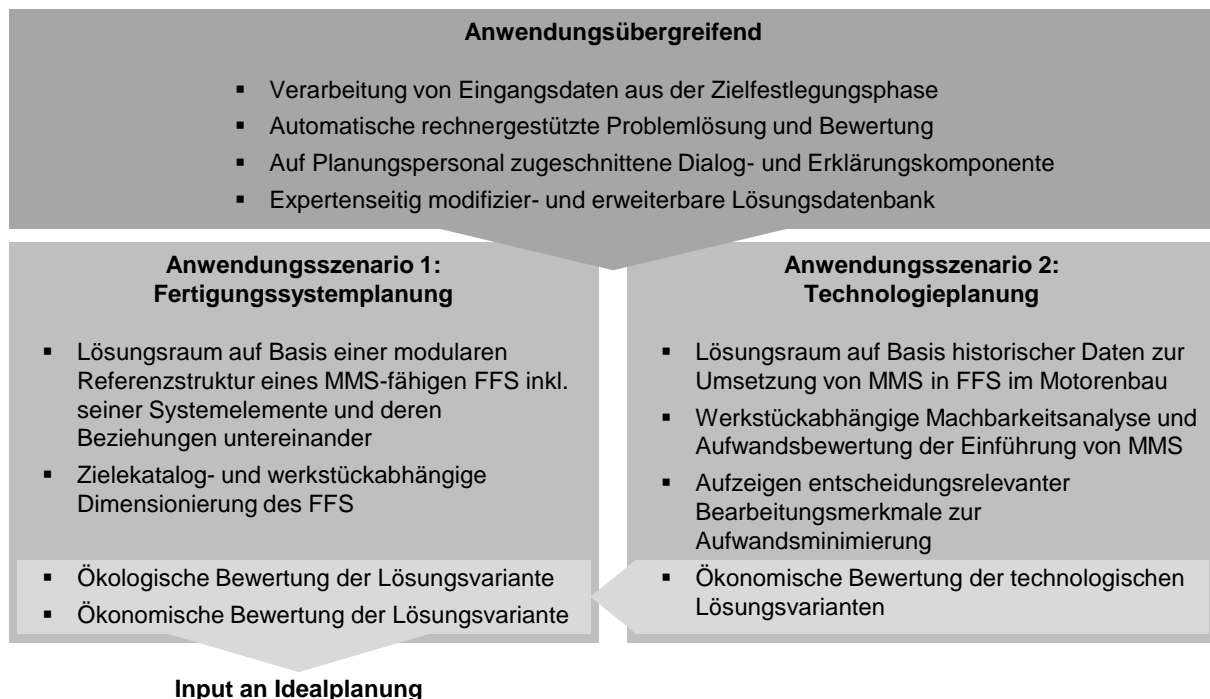 Anwendungsübergreifend
▪ Verarbeitung von Eingangsdaten aus der Zielfestlegungsphase
▪ Automatische rechnergestützte Problemlösung und Bewertung
▪ Auf Planungspersonal zugeschnittene Dialog- und Erklärungskomponente
▪ Expertenseitig modifizier- und erweiterbare Lösungsdatenbank
Anwendungsszenario 1:
Fertigungssystemplanung
▪ Lösungsraum auf Basis einer modularen
Referenzstruktur eines MMS-fähigen FFS inkl.
seiner Systemelemente und deren
Beziehungen untereinander
▪ Zielekatalog- und werkstückabhängige
Dimensionierung des FFS
▪ Ökologische Bewertung der Lösungsvariante
▪ Ökonomische Bewertung der Lösungsvariante
Anwendungsszenario 2:
Technologieplanung
▪ Lösungsraum auf Basis historischer Daten zur
Umsetzung von MMS in FFS im Motorenbau
▪ Werkstückabhängige Machbarkeitsanalyse und
Aufwandsbewertung der Einführung von MMS
▪ Aufzeigen entscheidungsrelevanter
Bearbeitungsmerkmale zur
Aufwandsminimierung
▪ Ökonomische Bewertung der technologischen
Lösungsvarianten
Input an Idealplanung